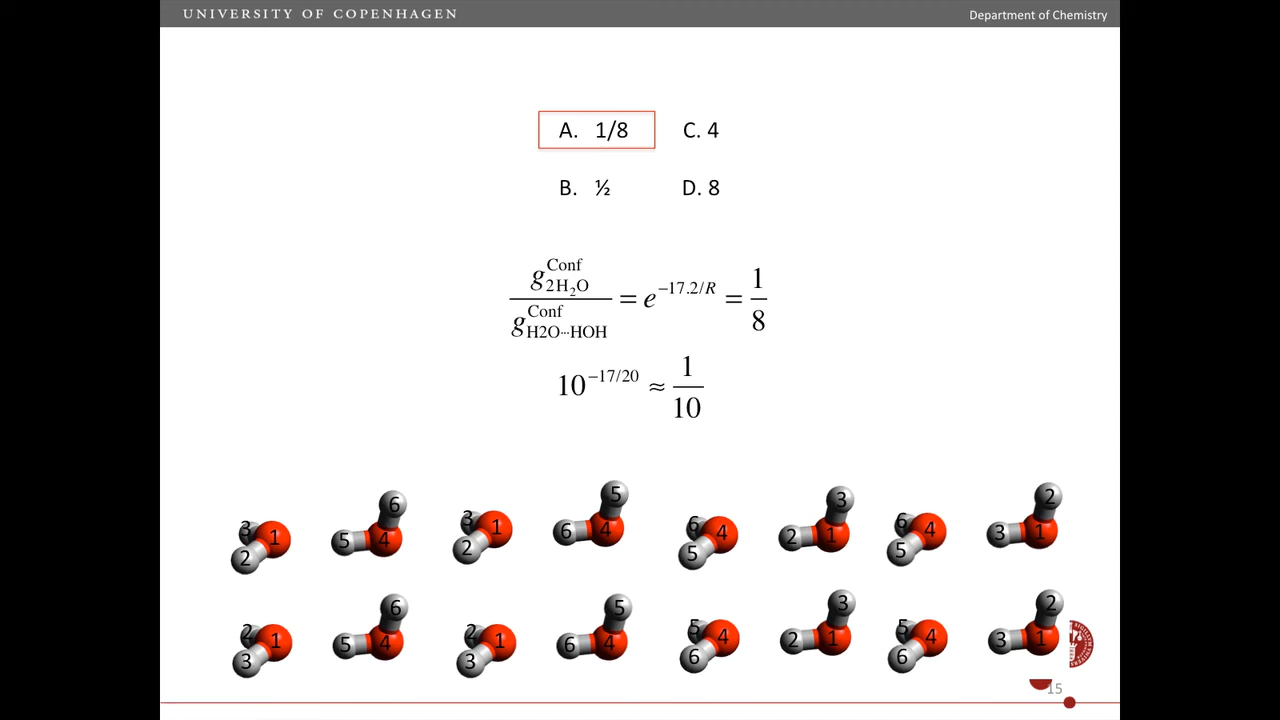 UNIVERSITY OF COPENHAGEN
Department of Chemistry
A. 1/8 C. 4
B. ½ D. 8
g^Conf_2H₂O / g^Conf_H2O···HOH = e^−17.2/R = 1/8
10^−17/20 ≈ 1/10
3 2 1 5 4 6 3 2 1 6 4 5 6 5 4 2 1 3 6 5 4 3 1 2
2 3 1 5 4 6 2 3 1 6 4 5 5 6 4 2 1 3 5 6 4 3 1 2
15